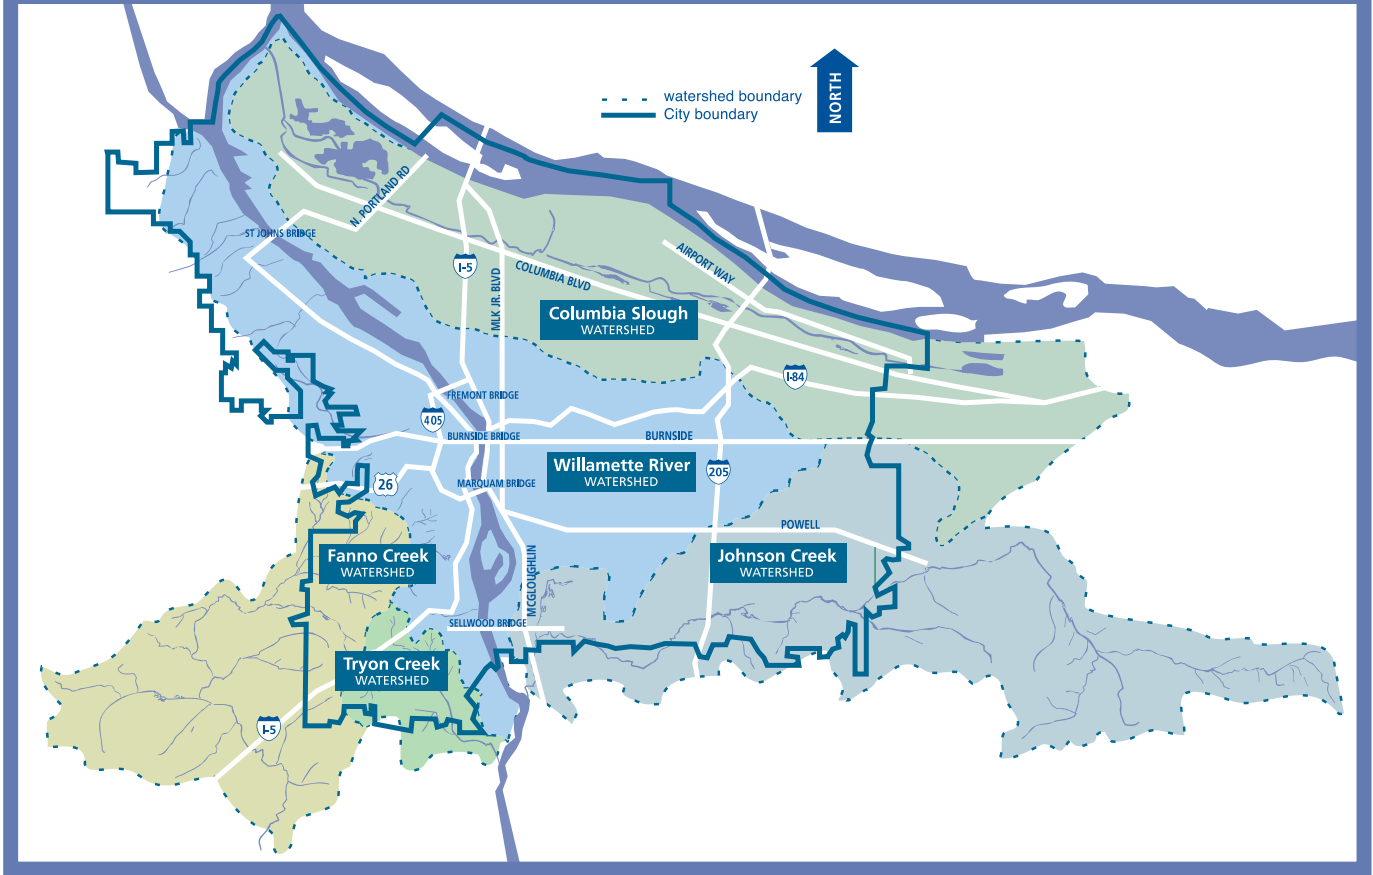 watershed boundary
City boundary
NORTH
N. PORTLAND RD
ST JOHNS BRIDGE
I-5
MLK JR. BLVD
COLUMBIA BLVD
AIRPORT WAY
Columbia Slough
WATERSHED
I-84
FREMONT BRIDGE
405
BURNSIDE BRIDGE
BURNSIDE
Willamette River
WATERSHED
205
26
MARQUAM BRIDGE
POWELL
Fanno Creek
WATERSHED
Johnson Creek
WATERSHED
MCGLOUGHLIN
SELLWOOD BRIDGE
Tryon Creek
WATERSHED
I-5